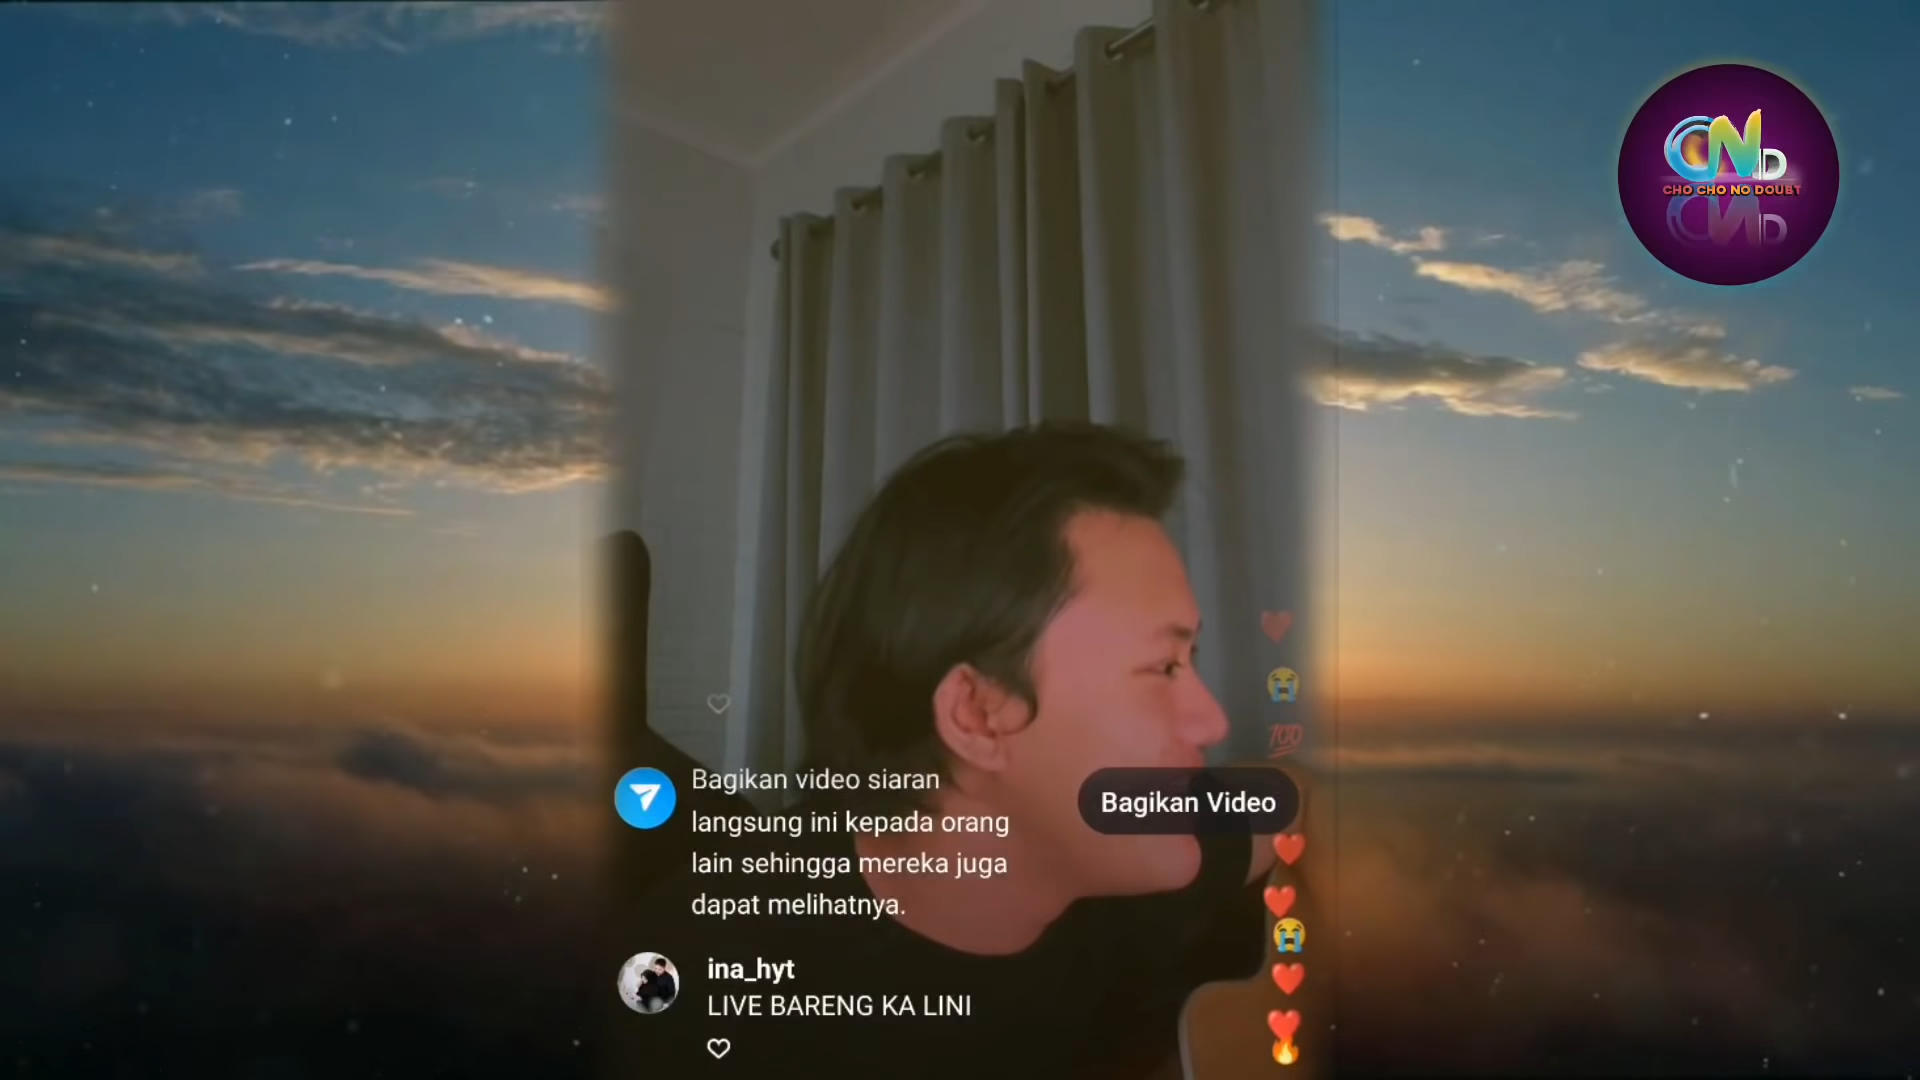 CND
CHO CHO NO DOUBT
Bagikan video siaran
langsung ini kepada orang
lain sehingga mereka juga
dapat melihatnya.
Bagikan Video
ina_hyt
LIVE BARENG KA LINI